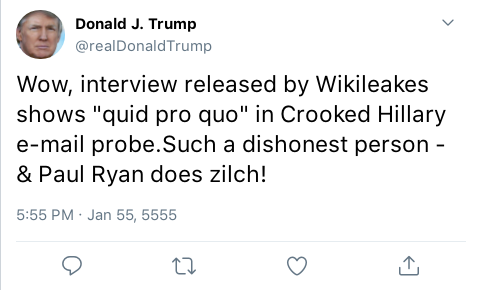 Donald J. Trump
@realDonaldTrump
Wow, interview released by Wikileakes
shows "quid pro quo" in Crooked Hillary
e-mail probe.Such a dishonest person -
& Paul Ryan does zilch!
5:55 PM · Jan 55, 5555